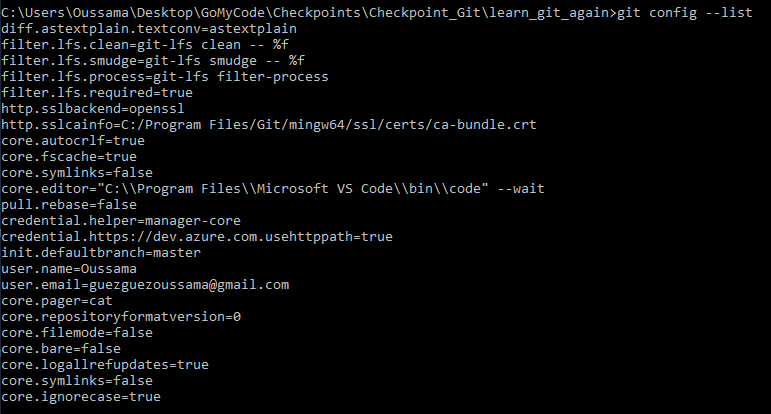 C:\Users\Oussama\Desktop\GoMyCode\Checkpoints\Checkpoint_Git\learn_git_again>git config --list
diff.astextplain.textconv=astextplain
filter.lfs.clean=git-lfs clean -- %f
filter.lfs.smudge=git-lfs smudge -- %f
filter.lfs.process=git-lfs filter-process
filter.lfs.required=true
http.sslbackend=openssl
http.sslcainfo=C:/Program Files/Git/mingw64/ssl/certs/ca-bundle.crt
core.autocrlf=true
core.fscache=true
core.symlinks=false
core.editor="C:\\Program Files\\Microsoft VS Code\\bin\\code" --wait
pull.rebase=false
credential.helper=manager-core
credential.https://dev.azure.com.usehttppath=true
init.defaultbranch=master
user.name=Oussama
user.email=guezguezoussama@gmail.com
core.pager=cat
core.repositoryformatversion=0
core.filemode=false
core.bare=false
core.logallrefupdates=true
core.symlinks=false
core.ignorecase=true